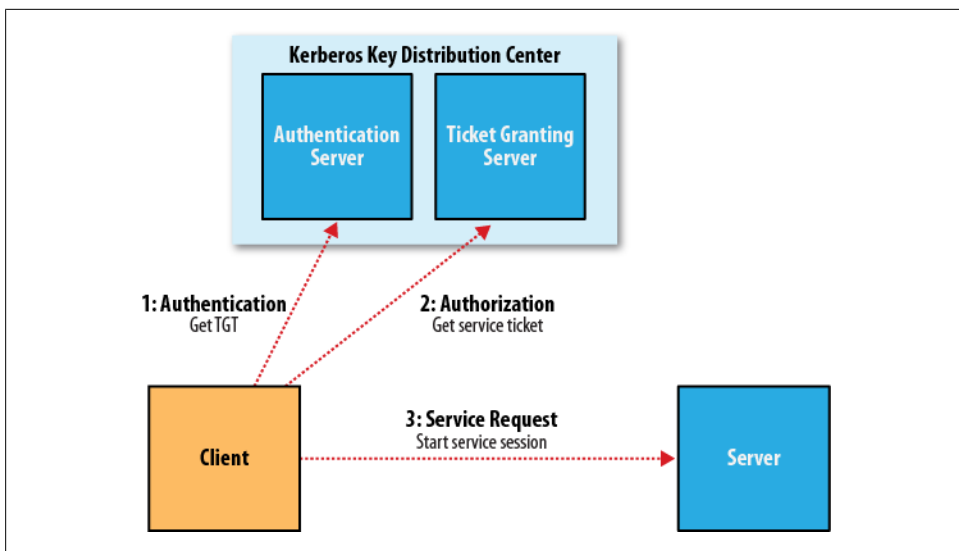 Kerberos Key Distribution Center
Authentication
Server
Ticket Granting
Server
1: Authentication
Get TGT
2: Authorization
Get service ticket
3: Service Request
Start service session
Client
Server